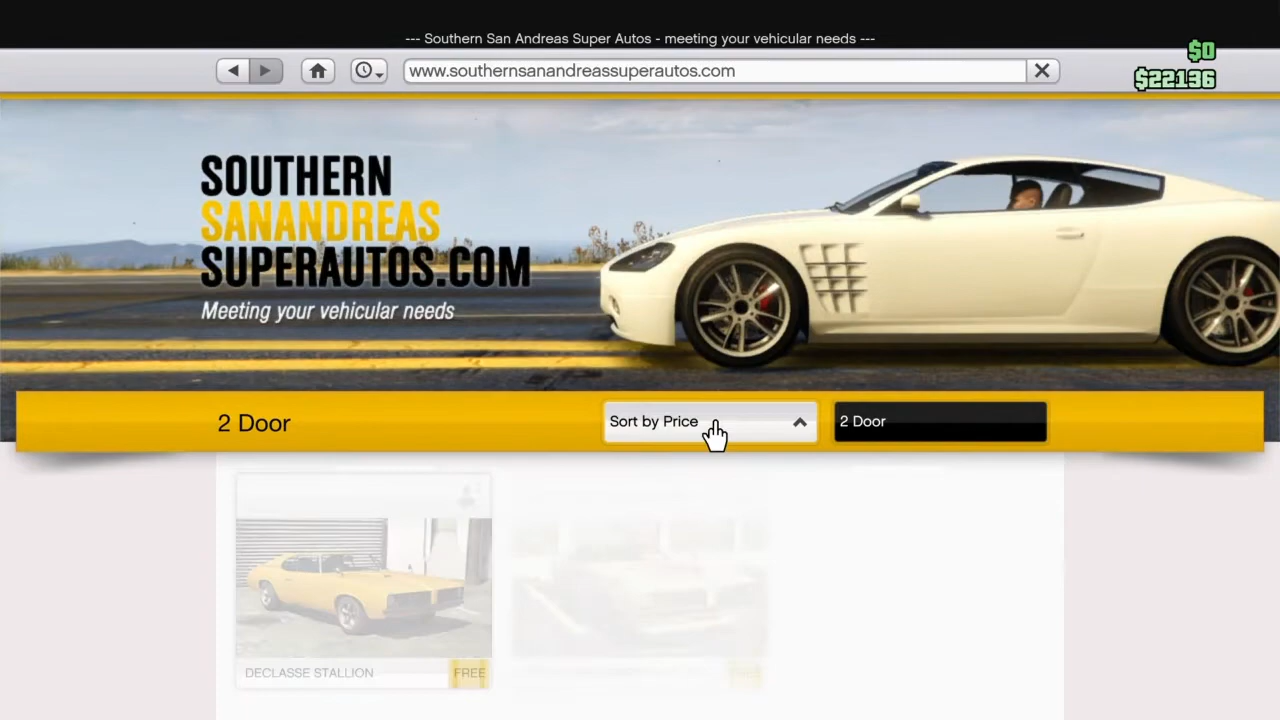 --- Southern San Andreas Super Autos - meeting your vehicular needs ---
www.southernsanandreassuperautos.com
$0
$22136
SOUTHERN
SANANDREAS
SUPERAUTOS.COM
Meeting your vehicular needs
2 Door
Sort by Price
2 Door
DECLASSE STALLION
FREE